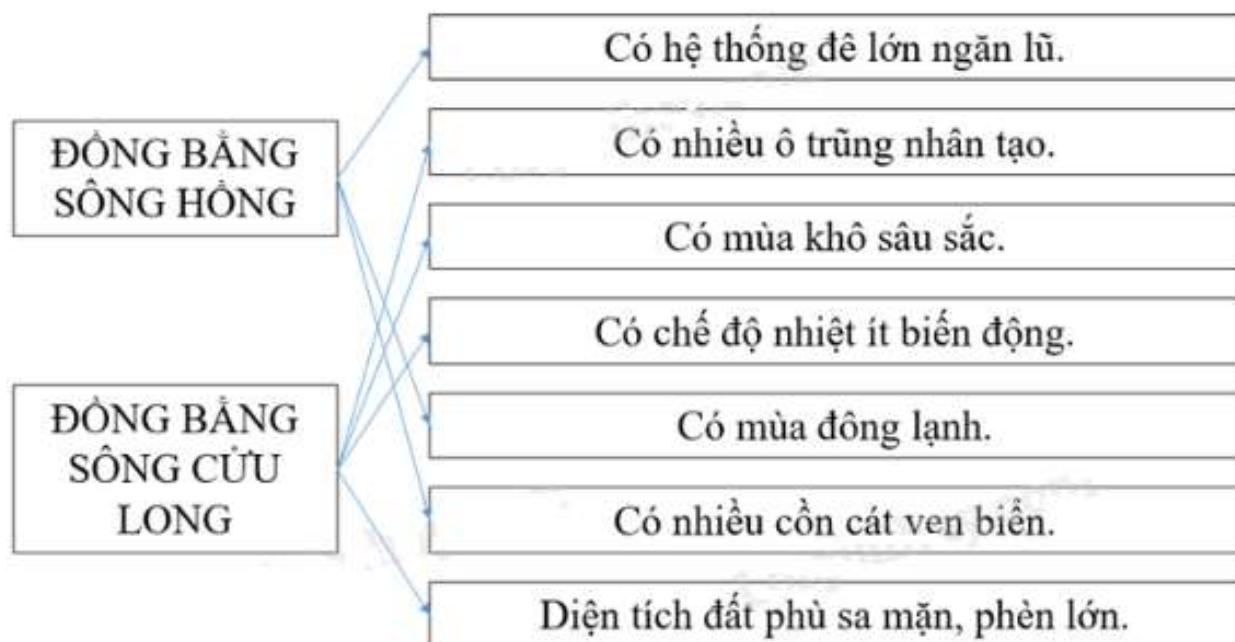 ĐỒNG BẰNG
SÔNG HỒNG
ĐỒNG BẰNG
SÔNG CỬU
LONG
Có hệ thống đê lớn ngăn lũ.
Có nhiều ô trũng nhân tạo.
Có mùa khô sâu sắc.
Có chế độ nhiệt ít biến động.
Có mùa đông lạnh.
Có nhiều cồn cát ven biển.
Diện tích đất phù sa mặn, phèn lớn.